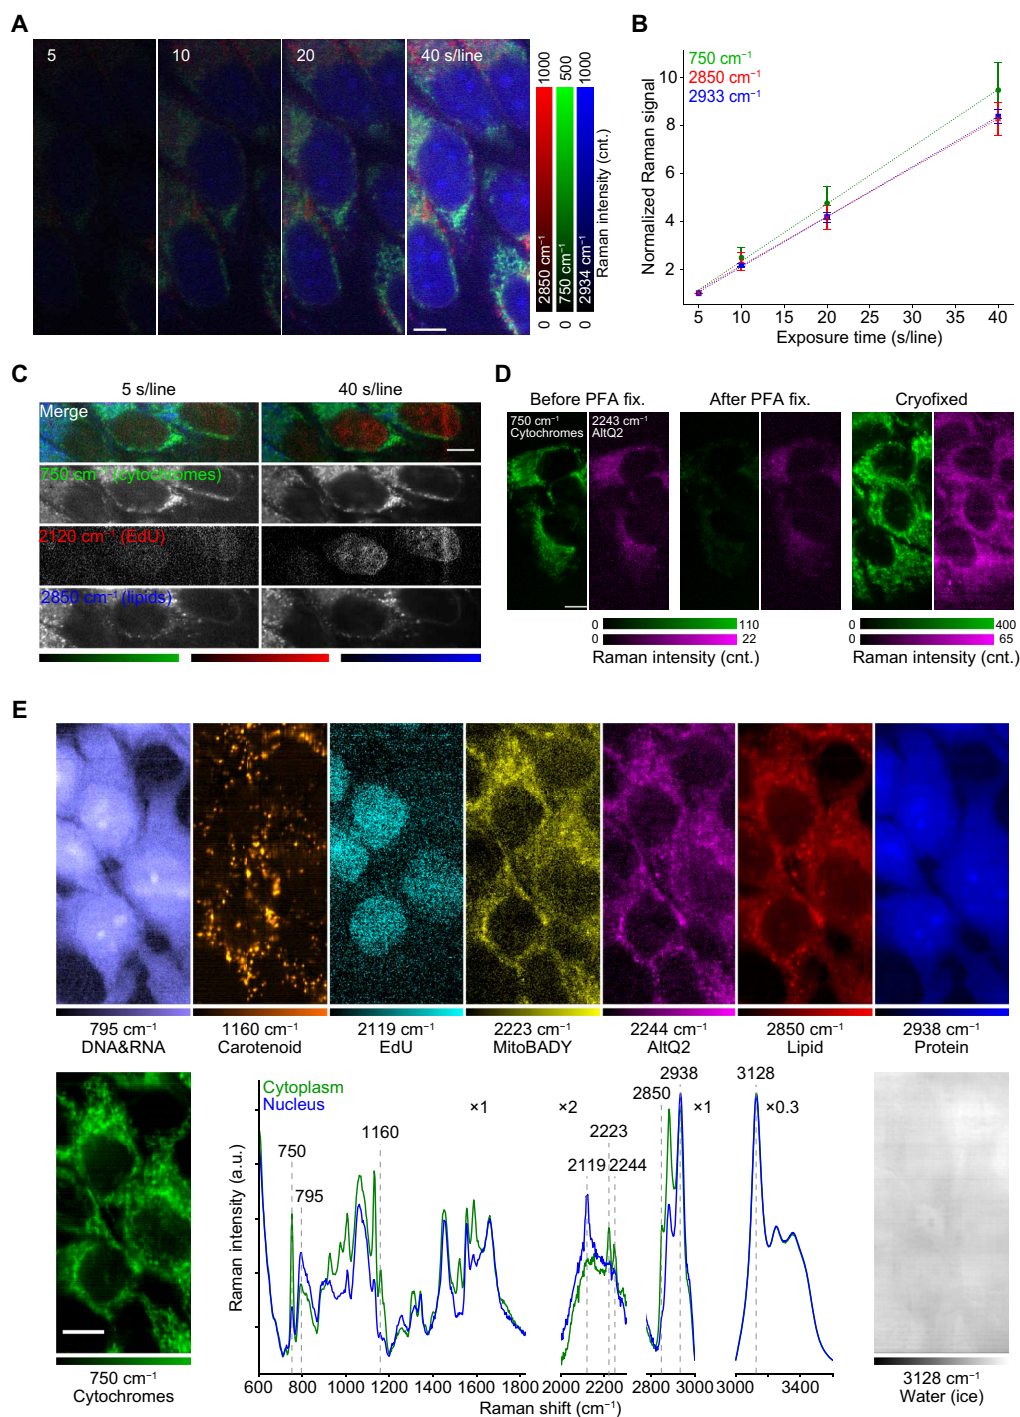 A
5
10
20
40 s/line
0 2850 cm⁻¹ 1000
0 750 cm⁻¹ 500
0 2934 cm⁻¹ 1000
Raman intensity (cnt.)
B
750 cm⁻¹
2850 cm⁻¹
2933 cm⁻¹
Normalized Raman signal
10
8
6
4
2
5 10 15 20 25 30 35 40
Exposure time (s/line)
C
5 s/line
40 s/line
Merge
750 cm⁻¹ (cytochromes)
2120 cm⁻¹ (EdU)
2850 cm⁻¹ (lipids)
D
Before PFA fix.
After PFA fix.
Cryofixed
750 cm⁻¹
Cytochromes
2243 cm⁻¹
AltQ2
0 110
0 22
Raman intensity (cnt.)
0 400
0 65
Raman intensity (cnt.)
E
795 cm⁻¹
DNA&RNA
1160 cm⁻¹
Carotenoid
2119 cm⁻¹
EdU
2223 cm⁻¹
MitoBADY
2244 cm⁻¹
AltQ2
2850 cm⁻¹
Lipid
2938 cm⁻¹
Protein
750 cm⁻¹
Cytochromes
Cytoplasm
Nucleus
Raman intensity (a.u.)
750
795
1160
×1
×2
2119
2223
2244
2850
2938
×1
3128
×0.3
600 800 1000 1200 1400 1600 1800
2000 2200
2800 3000
3000 3400
Raman shift (cm⁻¹)
3128 cm⁻¹
Water (ice)